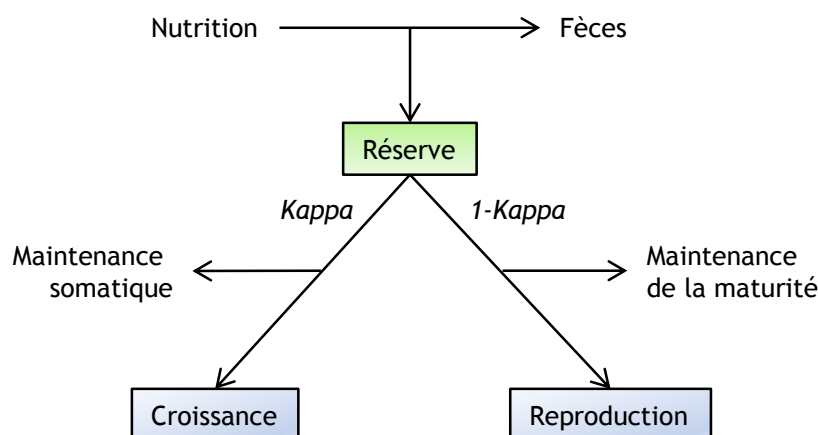 Nutrition
Fèces
Réserve
Kappa
1-Kappa
Maintenance
somatique
Maintenance
de la maturité
Croissance
Reproduction